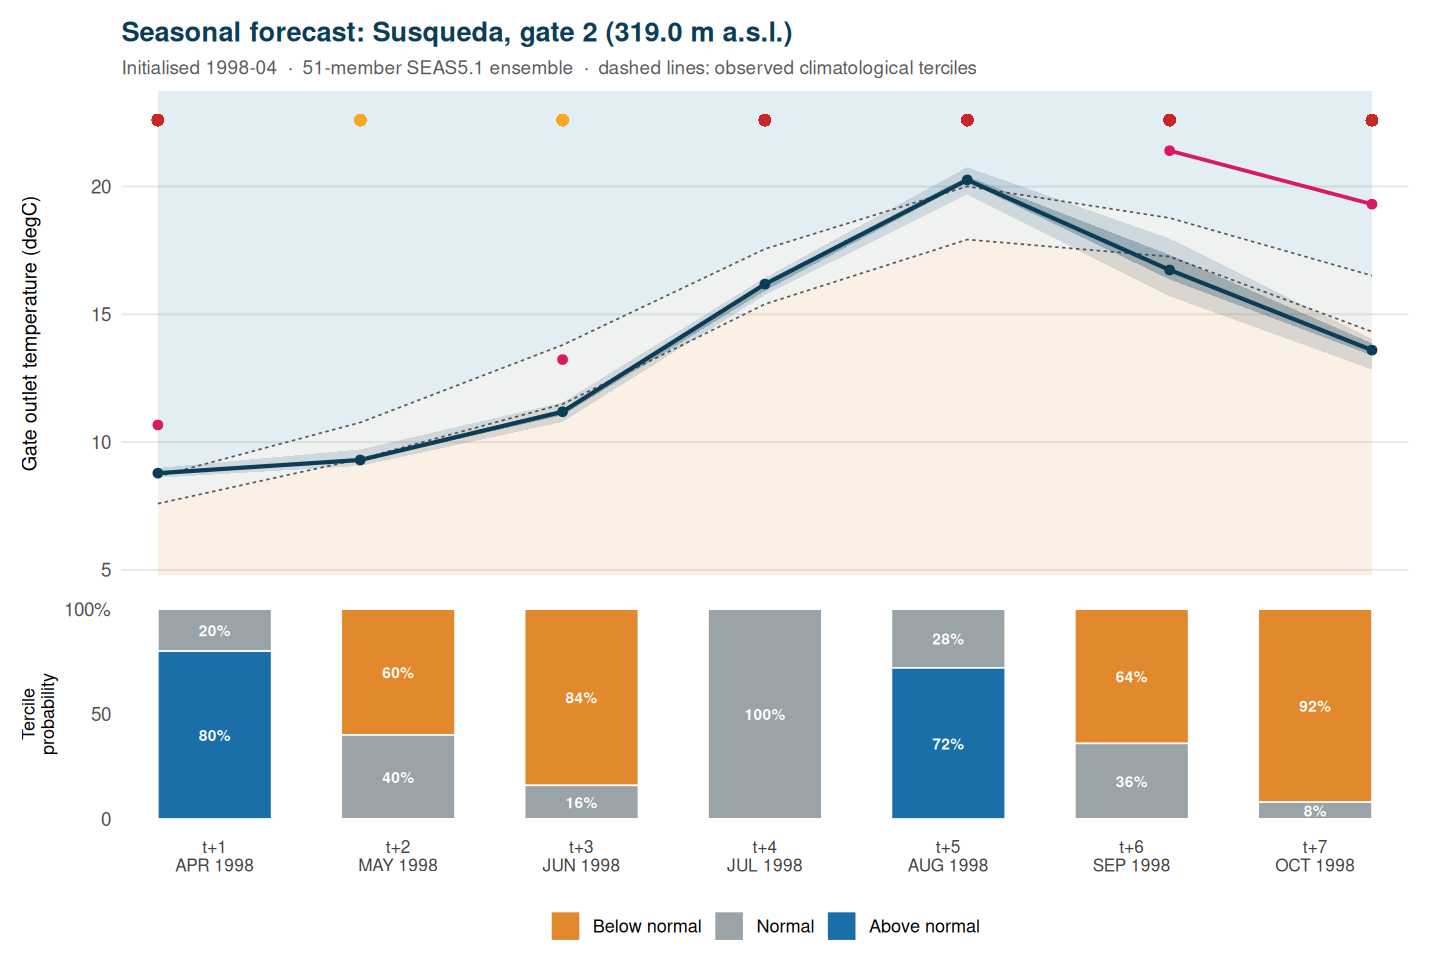 Seasonal forecast: Susqueda, gate 2 (319.0 m a.s.l.)
Initialised 1998-04 · 51-member SEAS5.1 ensemble · dashed lines: observed climatological terciles
Gate outlet temperature (degC)
20
15
10
5
Tercile
probability
100%
50
0
20%
80%
60%
40%
84%
16%
100%
28%
72%
64%
36%
92%
8%
t+1
APR 1998
t+2
MAY 1998
t+3
JUN 1998
t+4
JUL 1998
t+5
AUG 1998
t+6
SEP 1998
t+7
OCT 1998
Below normal
Normal
Above normal